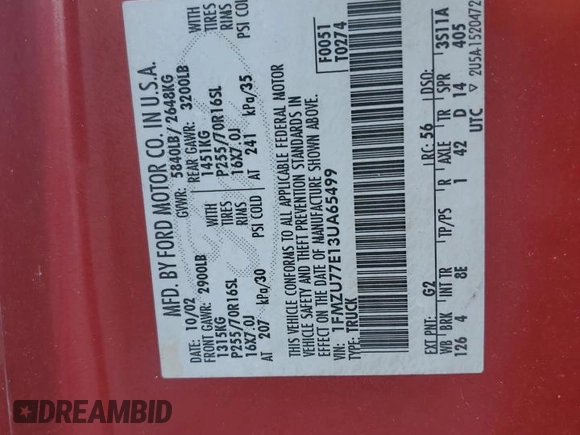 MFD. BY FORD MOTOR CO. IN U.S.A.
10/02 GVWR: 5840LB/ 2648KG
FRONT GAWR: 2900LB REAR GAWR: 3200LB
1315KG WITH 1451KG WITH
P255/70R16SL TIRES P255/70R16SL TIRES
16X7.0J RIMS 16X7.0J RIMS
AT 207 kPa/30 PSI COLD AT 241 kPa/35 PSI COLD
THIS VEHICLE CONFORMS TO ALL APPLICABLE FEDERAL MOTOR
VEHICLE SAFETY AND THEFT PREVENTION STANDARDS IN
EFFECT ON THE DATE OF MANUFACTURE SHOWN ABOVE.
VIN: 1FMZU77E13UA65499 F0051
TYPE: TRUCK T0274
EXT PNT: G2 RC: 56 DSO:
WB BRK INT TR TP/PS R AXLE TR SPR 3S11A
126 4 8E 1 42 D 14 405
UTC ▽ 2U5A-1520472
DREAMBID